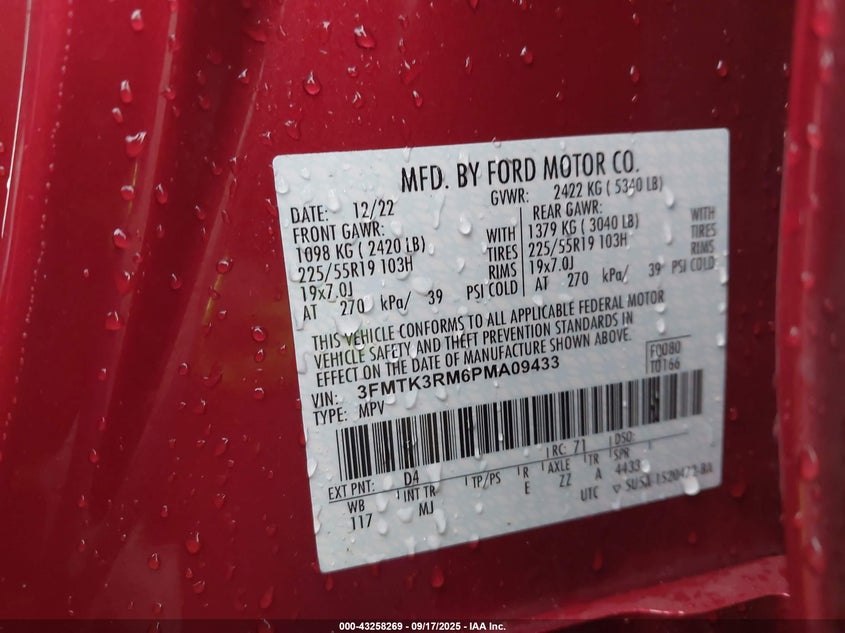 MFD. BY FORD MOTOR CO.
DATE: 12/22
GVWR: 2422 KG ( 5340 LB)
FRONT GAWR:
1098 KG ( 2420 LB) WITH
225/55R19 103H TIRES
19x7.0J RIMS
AT 270 kPa/ 39 PSI COLD
REAR GAWR:
1379 KG ( 3040 LB) WITH
225/55R19 103H TIRES
19x7.0J RIMS
AT 270 kPa/ 39 PSI COLD
THIS VEHICLE CONFORMS TO ALL APPLICABLE FEDERAL MOTOR
VEHICLE SAFETY AND THEFT PREVENTION STANDARDS IN
EFFECT ON THE DATE OF MANUFACTURE SHOWN ABOVE.
VIN: 3FMTK3RM6PMA09433
TYPE: MPV
F0080
T0166
EXT PNT: D4 RC: 71 DSO:
WB INT TR TP/PS R AXLE TR SPR
117 MJ E ZZ A 4433
UTC ▽ SU5A-1520472-BA
000-43258269 - 09/17/2025 - IAA Inc.